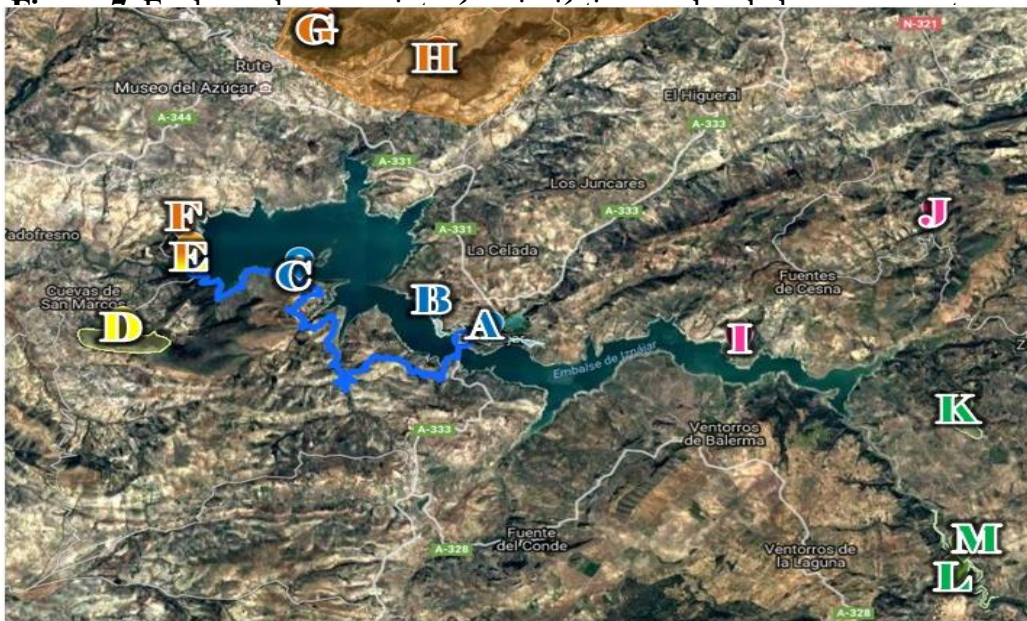 G
H
N-321
Rute
Museo del Azúcar
El Higueral
A-344
A-333
A-331
Los Juncares
A-333
J
F
A-331
La Celada
E
C
Fuentes
de Cesna
Cuevas de
San Marcos
B
A
D
I
Embalse de Iznájar
K
A-333
Ventorros
de Balerma
Fuente
del Conde
A-328
Ventorros de
la Laguna
M
L
A-328